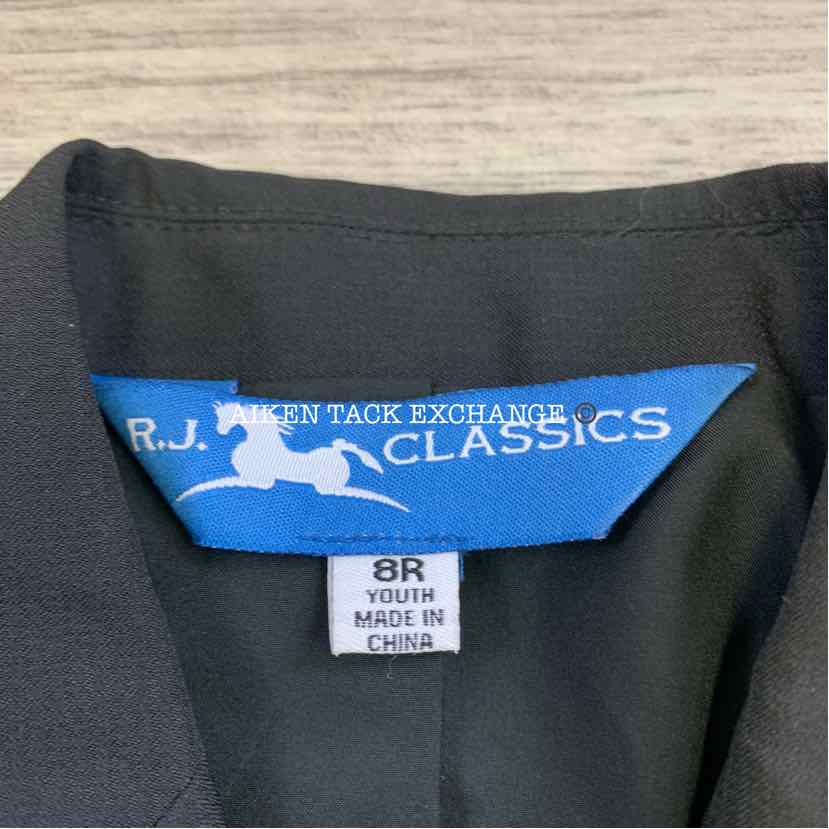 AIKEN TACK EXCHANGE ©
R.J. CLASSICS
8R
YOUTH
MADE IN
CHINA